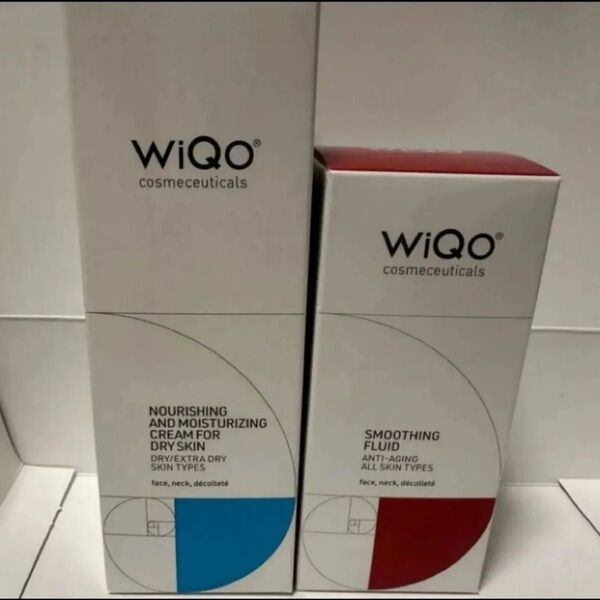 WiQO®
cosmeceuticals
NOURISHING
AND MOISTURIZING
CREAM FOR
DRY SKIN
DRY/EXTRA DRY
SKIN TYPES
face, neck, décolleté
WiQO®
cosmeceuticals
SMOOTHING
FLUID
ANTI-AGING
ALL SKIN TYPES
face, neck, décolleté